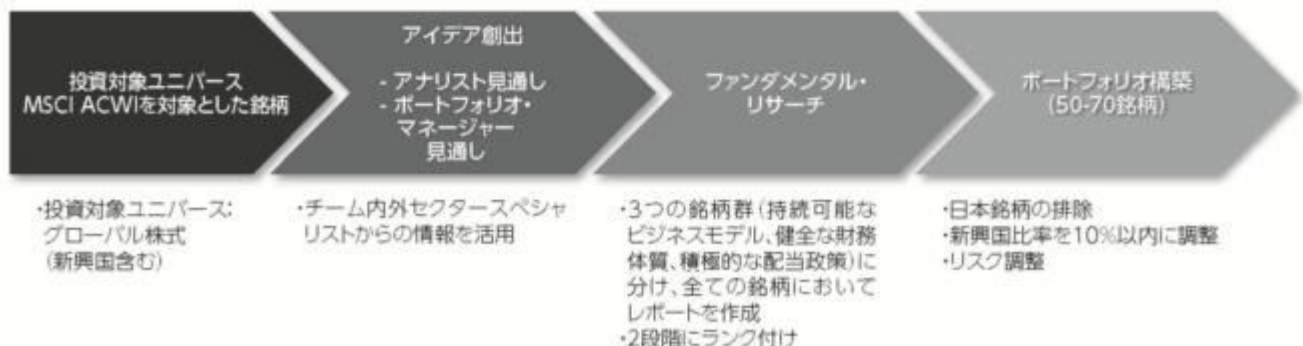 投資対象ユニバース
MSCI ACWIを対象とした銘柄
アイデア創出
- アナリスト見通し
- ポートフォリオ・
マネージャー
見通し
ファンダメンタル・
リサーチ
ポートフォリオ構築
(50-70銘柄)
・投資対象ユニバース:
グローバル株式
(新興国含む)
・チーム内外セクタースペシャ
リストからの情報を活用
・3つの銘柄群(持続可能な
ビジネスモデル、健全な財務
体質、積極的な配当政策)に
分け、全ての銘柄において
レポートを作成
・2段階にランク付け
・日本銘柄の排除
・新興国比率を10%以内に調整
・リスク調整